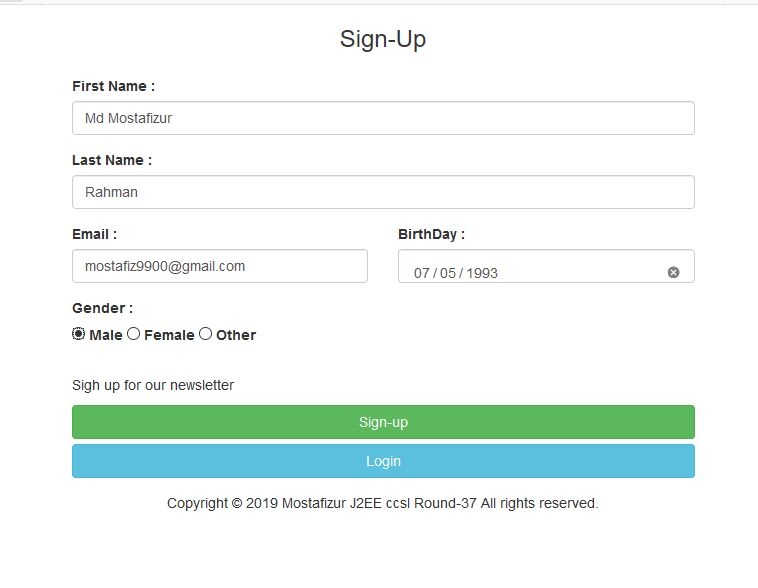 Sign-Up
First Name :
Md Mostafizur
Last Name :
Rahman
Email : BirthDay :
mostafiz9900@gmail.com 07 / 05 / 1993
Gender :
Male Female Other
Sigh up for our newsletter
Sign-up
Login
Copyright © 2019 Mostafizur J2EE ccsl Round-37 All rights reserved.